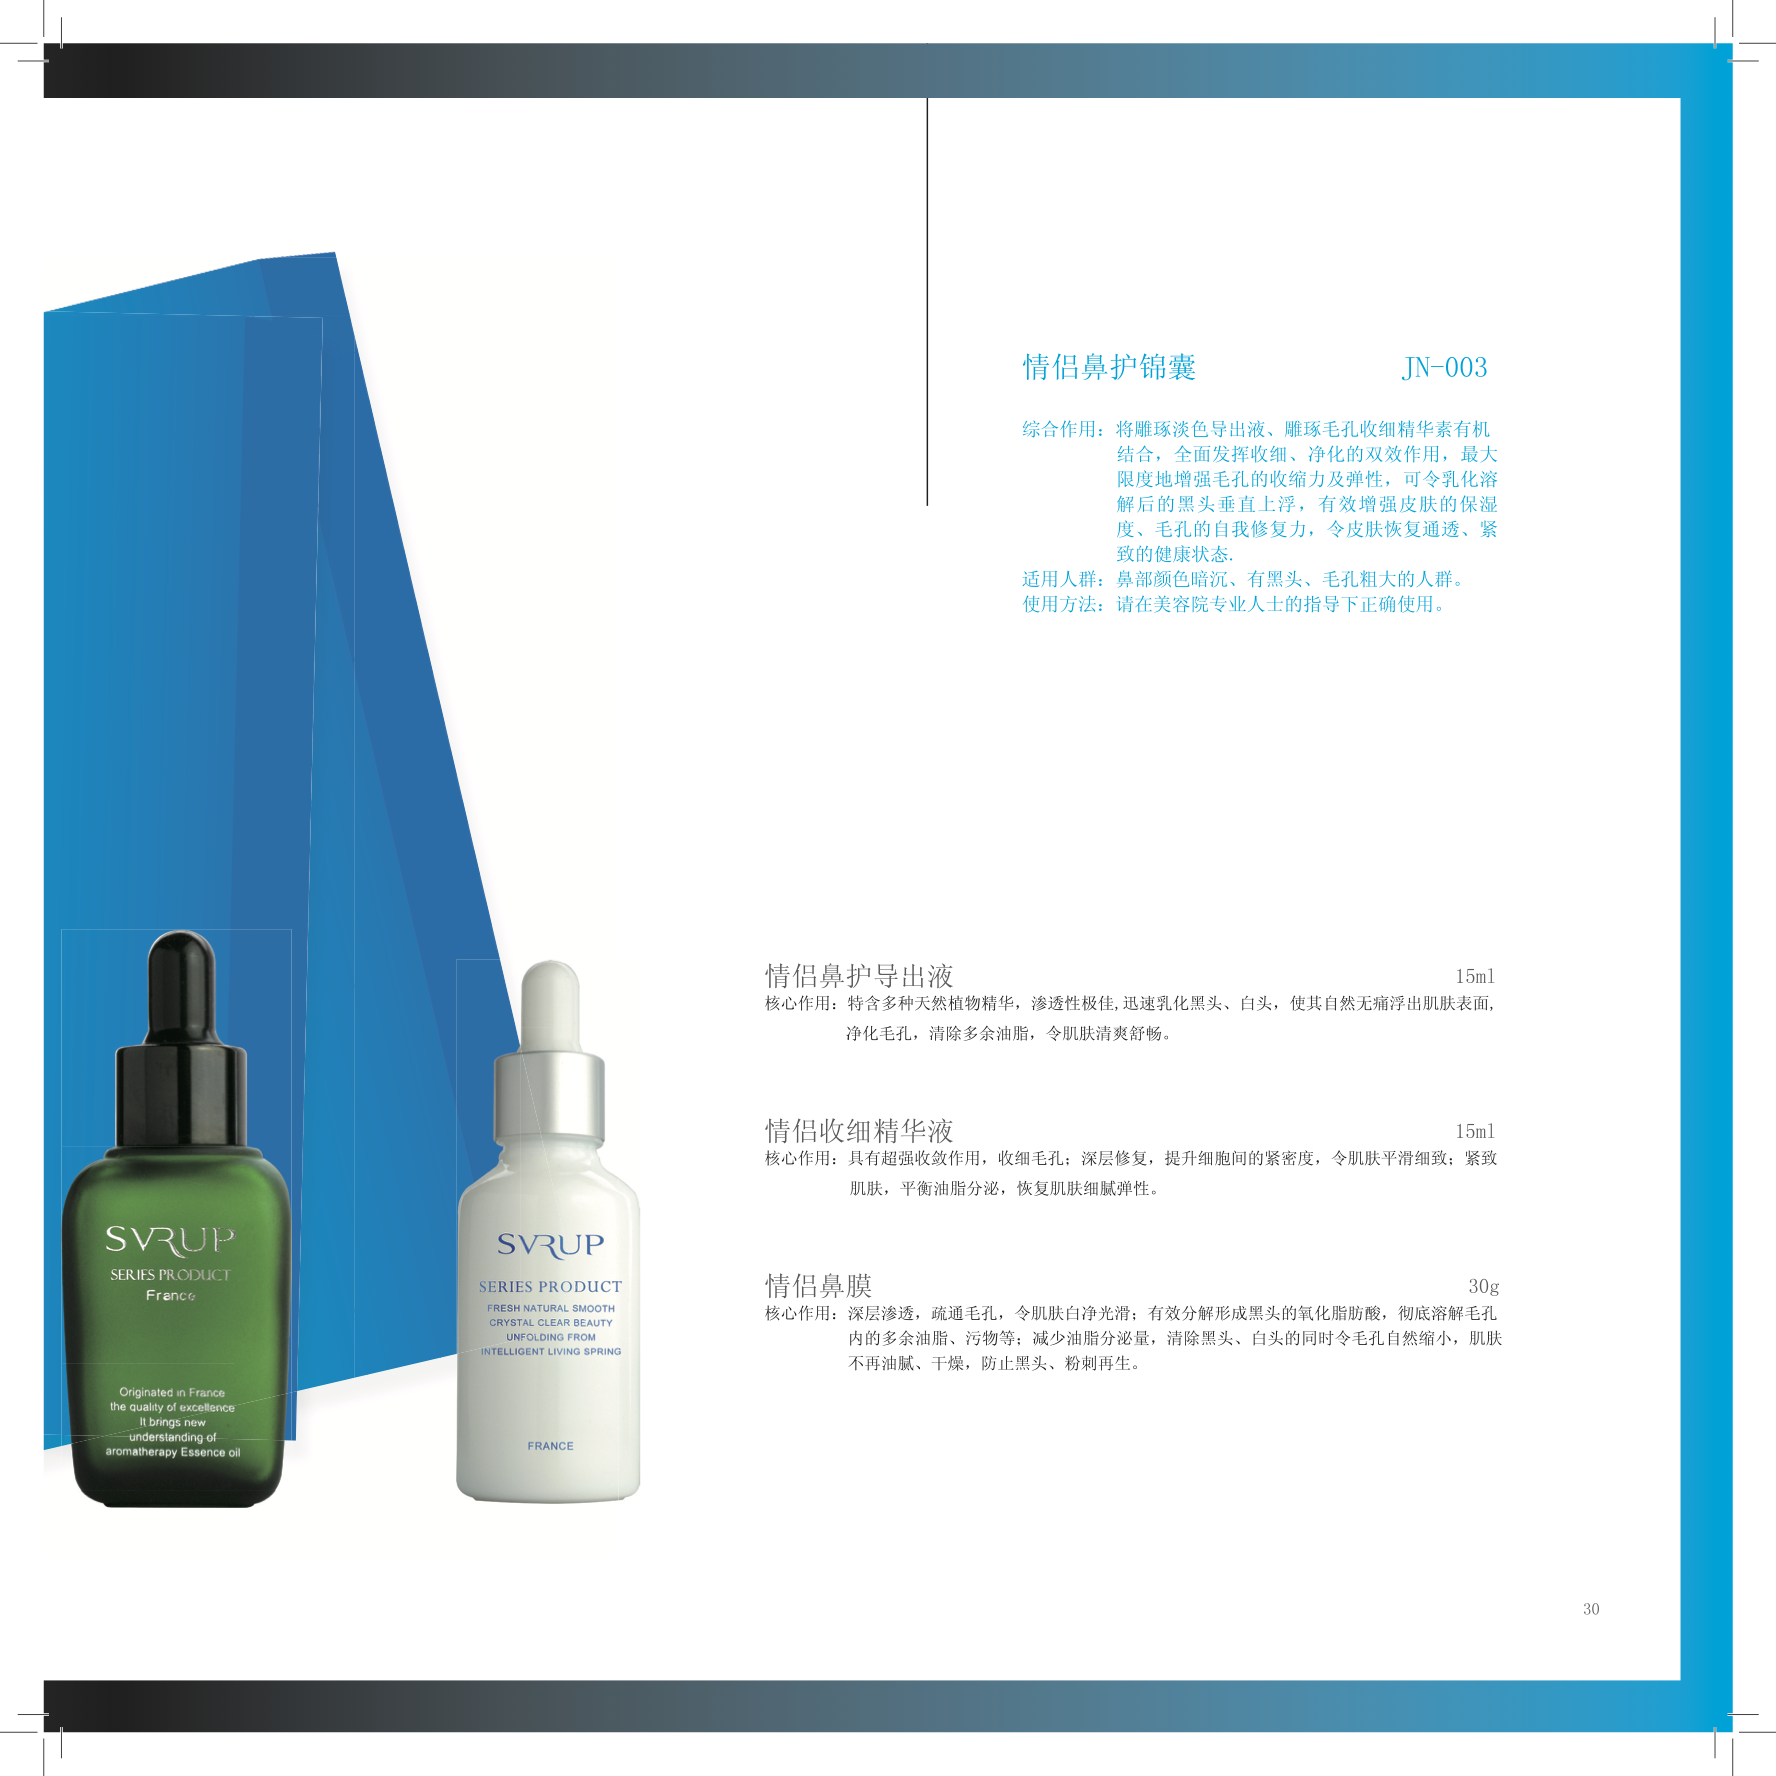 情侣鼻护锦囊 JN-003
综合作用：将雕琢淡色导出液、雕琢毛孔收细精华素有机
结合，全面发挥收细、净化的双效作用，最大
限度地增强毛孔的收缩力及弹性，可令乳化溶
解后的黑头垂直上浮，有效增强皮肤的保湿
度、毛孔的自我修复力，令皮肤恢复通透、紧
致的健康状态.
适用人群：鼻部颜色暗沉、有黑头、毛孔粗大的人群。
使用方法：请在美容院专业人士的指导下正确使用。
情侣鼻护导出液 15ml
核心作用：特含多种天然植物精华，渗透性极佳,迅速乳化黑头、白头，使其自然无痛浮出肌肤表面,
净化毛孔，清除多余油脂，令肌肤清爽舒畅。
情侣收细精华液 15ml
核心作用：具有超强收敛作用，收细毛孔；深层修复，提升细胞间的紧密度，令肌肤平滑细致；紧致
肌肤，平衡油脂分泌，恢复肌肤细腻弹性。
情侣鼻膜 30g
核心作用：深层渗透，疏通毛孔，令肌肤白净光滑；有效分解形成黑头的氧化脂肪酸，彻底溶解毛孔
内的多余油脂、污物等；减少油脂分泌量，清除黑头、白头的同时令毛孔自然缩小，肌肤
不再油腻、干燥，防止黑头、粉刺再生。
SVRUP
SERIES PRODUCT
France
Originated in France
the quality of excellence
It brings new
understanding of
aromatherapy Essence oil
SVRUP
SERIES PRODUCT
FRESH NATURAL SMOOTH
CRYSTAL CLEAR BEAUTY
UNFOLDING FROM
INTELLIGENT LIVING SPRING
FRANCE
30